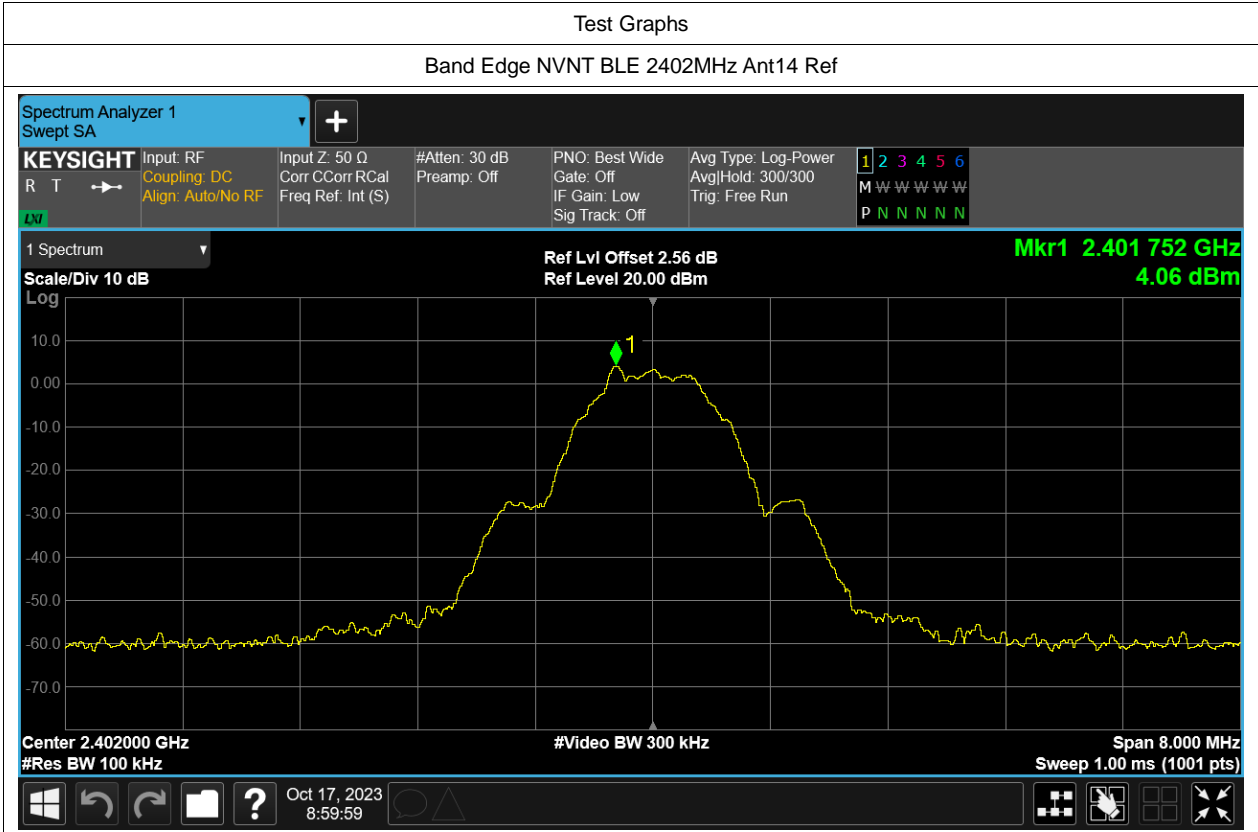 Test Graphs
Band Edge NVNT BLE 2402MHz Ant14 Ref
Spectrum Analyzer 1
Swept SA
KEYSIGHT
R T
LXI
Input: RF
Coupling: DC
Align: Auto/No RF
Input Z: 50 Ω
Corr CCorr RCal
Freq Ref: Int (S)
#Atten: 30 dB
Preamp: Off
PNO: Best Wide
Gate: Off
IF Gain: Low
Sig Track: Off
Avg Type: Log-Power
Avg|Hold: 300/300
Trig: Free Run
1 2 3 4 5 6
M W W W W W
P N N N N N
1 Spectrum
Scale/Div 10 dB
Ref Lvl Offset 2.56 dB
Ref Level 20.00 dBm
Mkr1 2.401 752 GHz
4.06 dBm
Log
10.0
0.00
-10.0
-20.0
-30.0
-40.0
-50.0
-60.0
-70.0
1
Center 2.402000 GHz
#Video BW 300 kHz
Span 8.000 MHz
#Res BW 100 kHz
Sweep 1.00 ms (1001 pts)
?
Oct 17, 2023
8:59:59